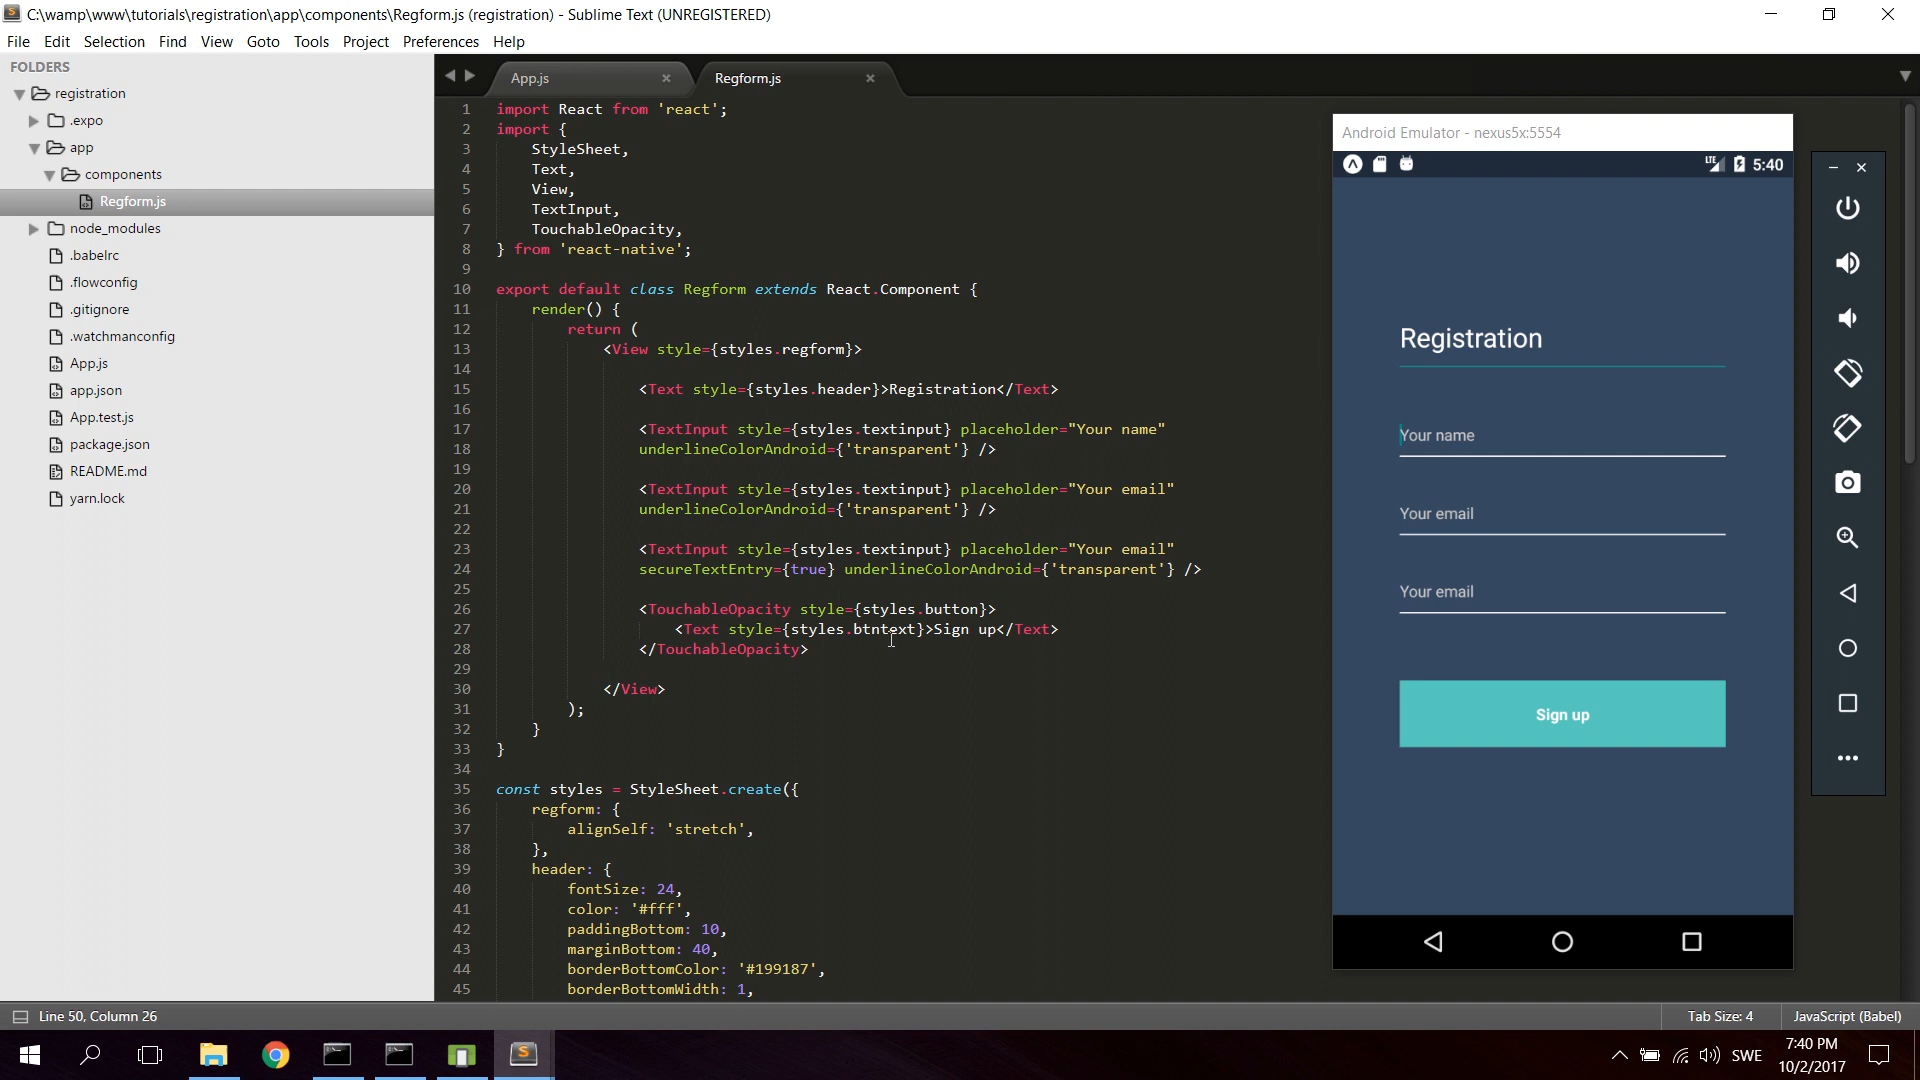 C:\wamp\www\tutorials\registration\app\components\Regform.js (registration) - Sublime Text (UNREGISTERED)
File Edit Selection Find View Goto Tools Project Preferences Help
FOLDERS
registration
.expo
app
components
Regform.js
node_modules
.babelrc
.flowconfig
.gitignore
.watchmanconfig
App.js
app.json
App.test.js
package.json
README.md
yarn.lock
App.js
Regform.js
1 import React from 'react';
2 import {
3 StyleSheet,
4 Text,
5 View,
6 TextInput,
7 TouchableOpacity,
8 } from 'react-native';
9
10 export default class Regform extends React.Component {
11 render() {
12 return (
13 <View style={styles.regform}>
14
15 <Text style={styles.header}>Registration</Text>
16
17 <TextInput style={styles.textinput} placeholder="Your name"
18 underlineColorAndroid={'transparent'} />
19
20 <TextInput style={styles.textinput} placeholder="Your email"
21 underlineColorAndroid={'transparent'} />
22
23 <TextInput style={styles.textinput} placeholder="Your email"
24 secureTextEntry={true} underlineColorAndroid={'transparent'} />
25
26 <TouchableOpacity style={styles.button}>
27 <Text style={styles.btntext}>Sign up</Text>
28 </TouchableOpacity>
29
30 </View>
31 );
32 }
33 }
34
35 const styles = StyleSheet.create({
36 regform: {
37 alignSelf: 'stretch',
38 },
39 header: {
40 fontSize: 24,
41 color: '#fff',
42 paddingBottom: 10,
43 marginBottom: 40,
44 borderBottomColor: '#199187',
45 borderBottomWidth: 1,
Android Emulator - nexus5x:5554
LTE 5:40
Registration
Your name
Your email
Your email
Sign up
Line 50, Column 26
Tab Size: 4
JavaScript (Babel)
SWE
7:40 PM
10/2/2017